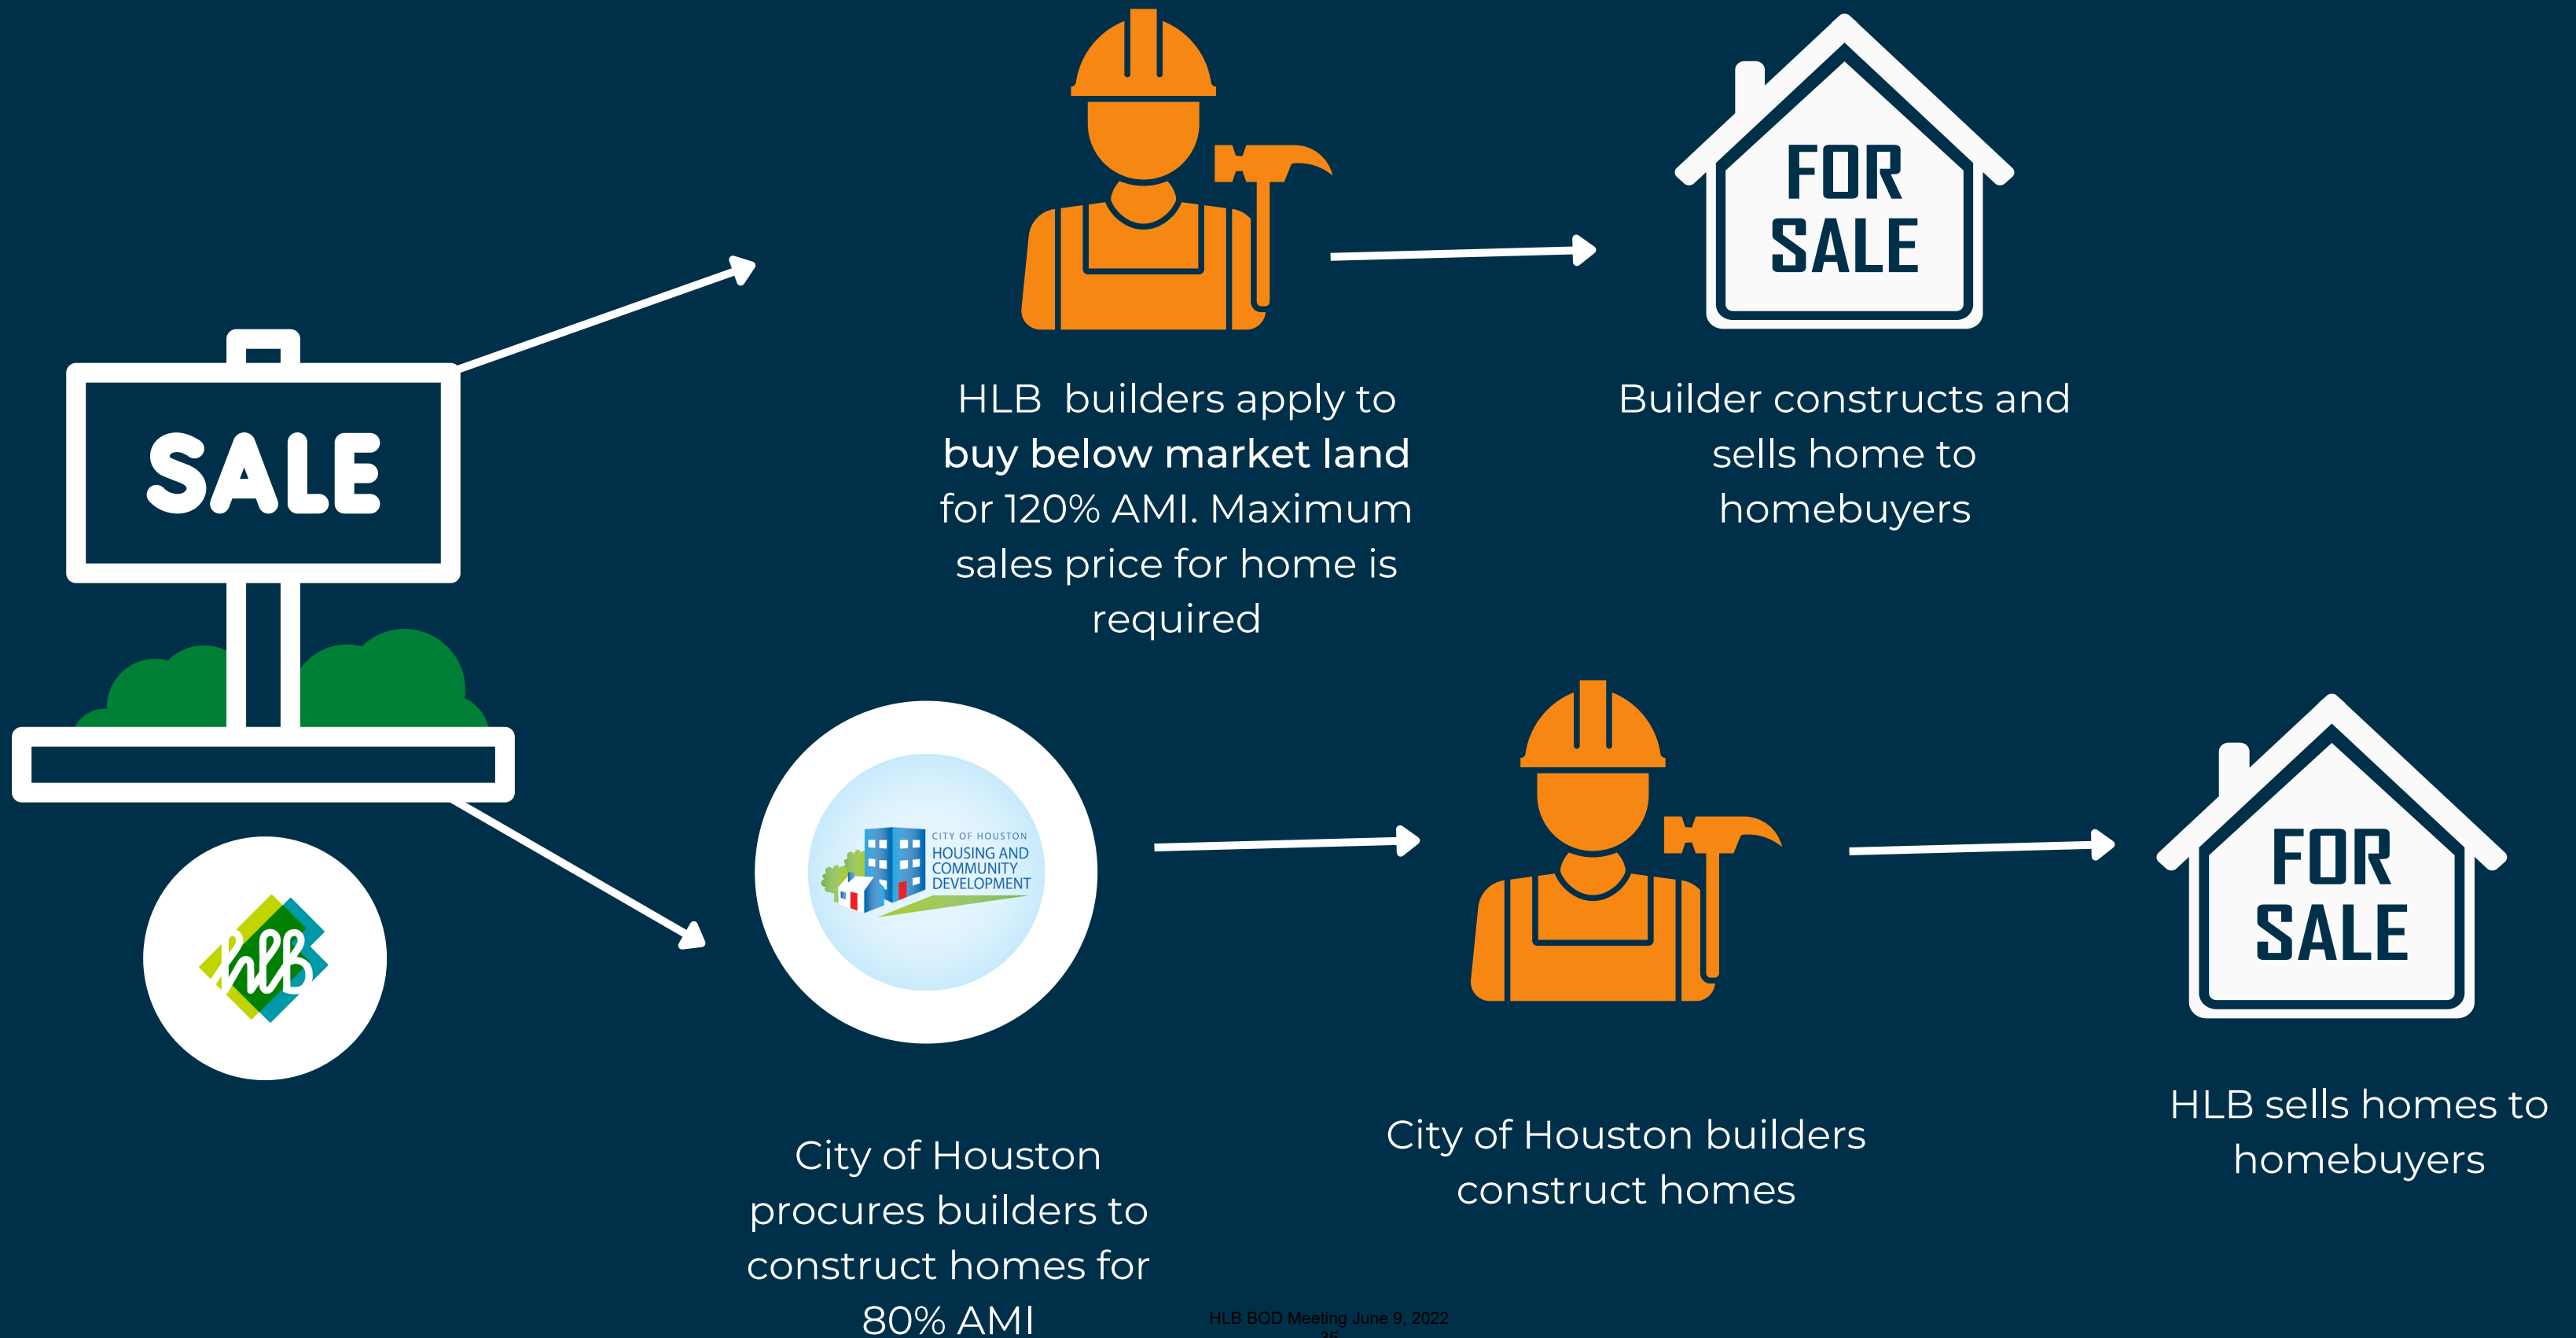 SALE
hlB
HLB  builders apply to
buy below market land
for 120% AMI. Maximum
sales price for home is
required
FOR
SALE
Builder constructs and
sells home to
homebuyers
CITY OF HOUSTON
HOUSING AND
COMMUNITY
DEVELOPMENT
City of Houston
procures builders to
construct homes for
80% AMI
City of Houston builders
construct homes
FOR
SALE
HLB sells homes to
homebuyers
HLB BOD Meeting June 9, 2022